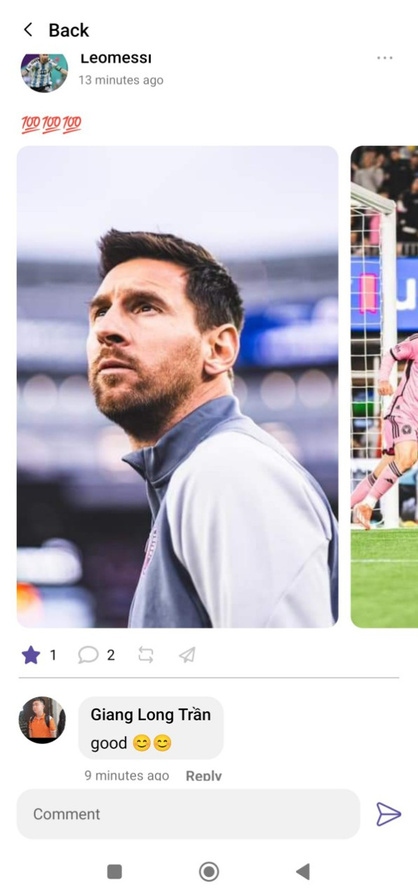 Back
Leomessi
13 minutes ago
💯💯💯
1
2
Giang Long Trần
good 😊😊
9 minutes ago Reply
Comment